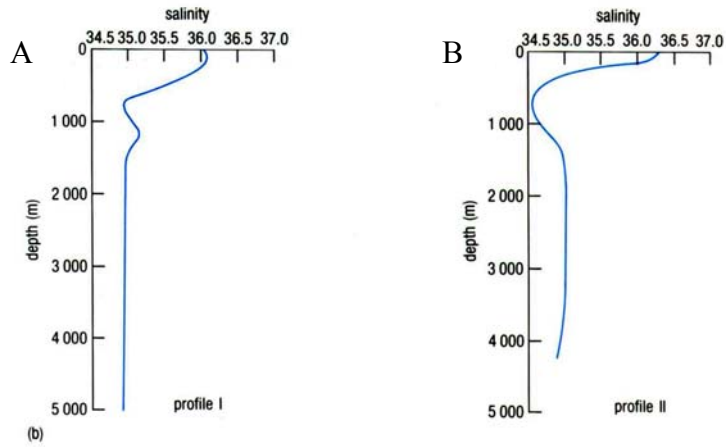 A
salinity
34.5 35.0 35.5 36.0 36.5 37.0
0
1 000
2 000
3 000
4 000
5 000
depth (m)
profile I
(b)
B
salinity
34.5 35.0 35.5 36.0 36.5 37.0
0
1 000
2 000
3 000
4 000
5 000
depth (m)
profile II